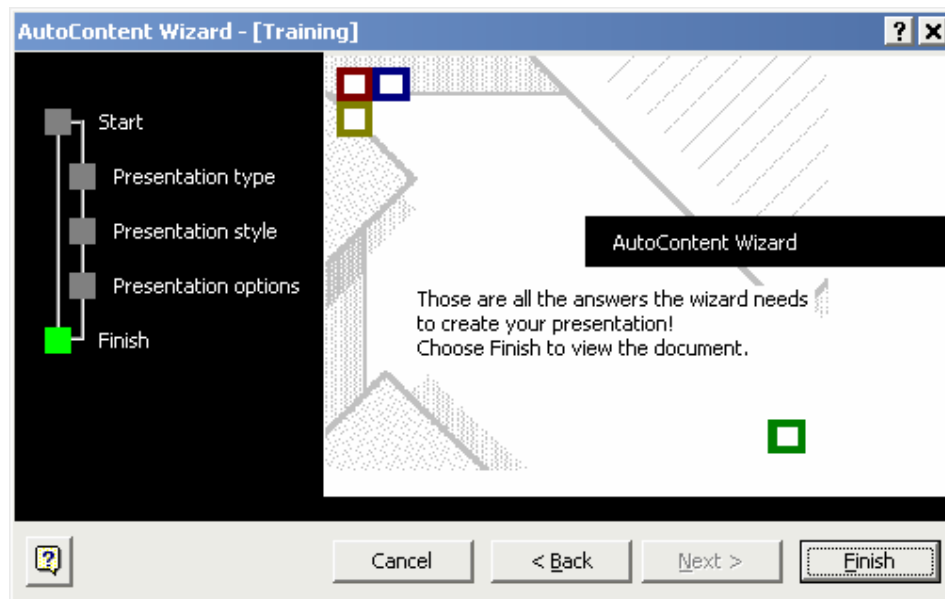 AutoContent Wizard - [Training]
?
Start
Presentation type
Presentation style
Presentation options
Finish
AutoContent Wizard
Those are all the answers the wizard needs
to create your presentation!
Choose Finish to view the document.
?
Cancel
< Back
Next >
Finish